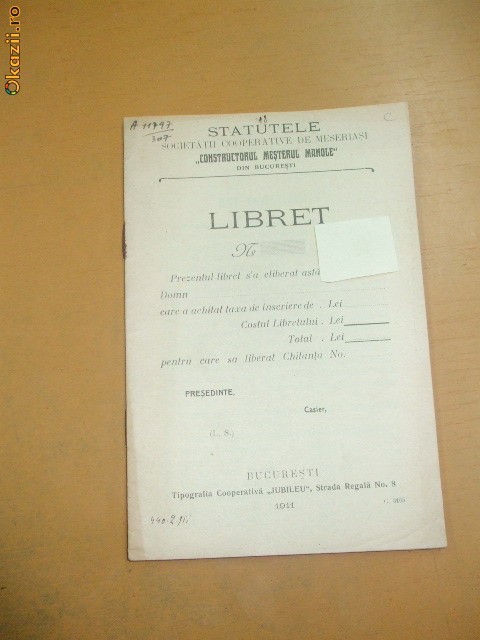 Okazii.ro
A 11747
307
C
STATUTELE
SOCIETĂȚII COOPERATIVE DE MESERIAȘI
„CONSTRUCTORUL MEȘTERUL MANOLE"
DIN BUCUREȘTI
LIBRET
No
Prezentul libret s'a eliberat astă
Domn
care a achitat taxa de înscriere de . Lei
Costul Libretului . Lei
Total . Lei
pentru care sa liberat Chitanța No.
PREȘEDINTE,
Casier,
(L. S.)
BUCUREȘTI
Tipografia Cooperativă „JUBILEU", Strada Regală No. 8
1911